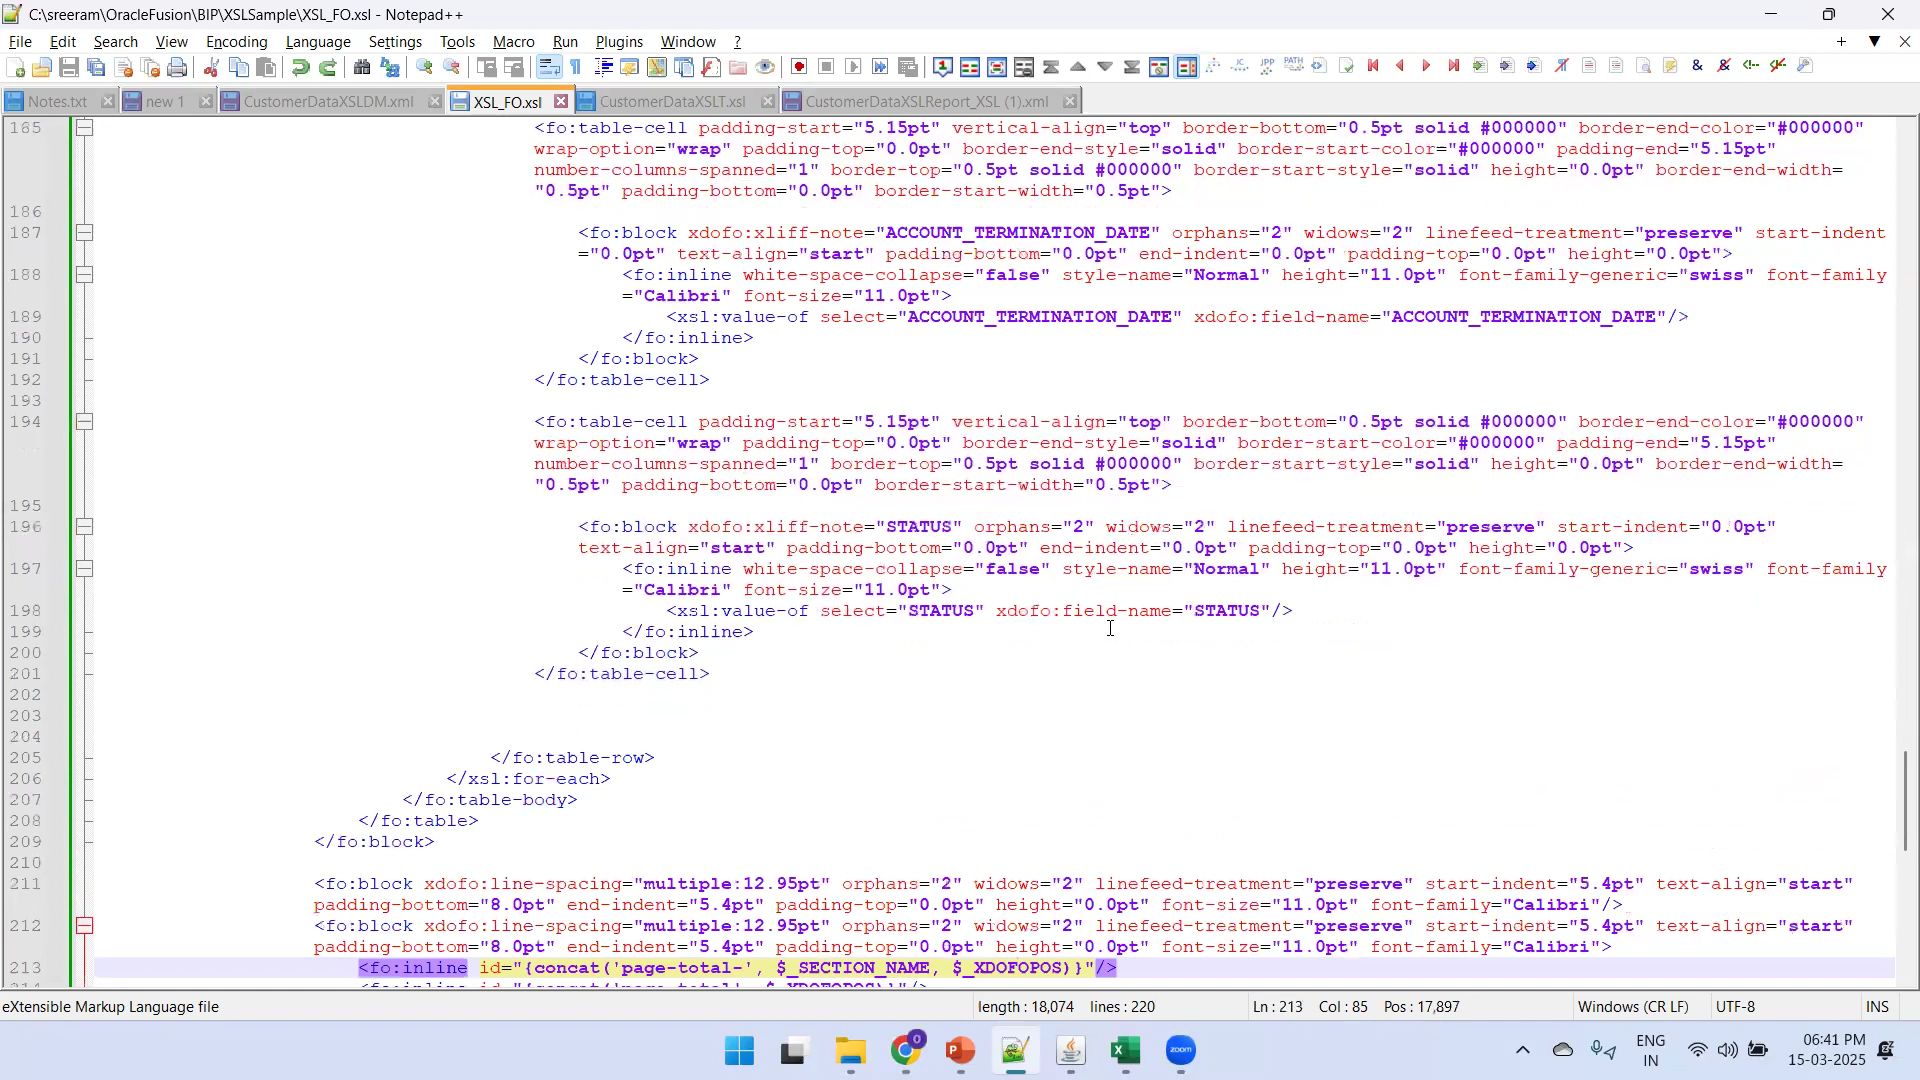 C:\sreeram\OracleFusion\BIP\XSLSample\XSL_FO.xsl - Notepad++
File Edit Search View Encoding Language Settings Tools Macro Run Plugins Window ?
Notes.txt new 1 CustomerDataXSLDM.xml XSL_FO.xsl CustomerDataXSLT.xsl CustomerDataXSLReport_XSL (1).xml
185 <fo:table-cell padding-start="5.15pt" vertical-align="top" border-bottom="0.5pt solid #000000" border-end-color="#000000"
wrap-option="wrap" padding-top="0.0pt" border-end-style="solid" border-start-color="#000000" padding-end="5.15pt"
number-columns-spanned="1" border-top="0.5pt solid #000000" border-start-style="solid" height="0.0pt" border-end-width=
"0.5pt" padding-bottom="0.0pt" border-start-width="0.5pt">
186
187 <fo:block xdofo:xliff-note="ACCOUNT_TERMINATION_DATE" orphans="2" widows="2" linefeed-treatment="preserve" start-indent
="0.0pt" text-align="start" padding-bottom="0.0pt" end-indent="0.0pt" padding-top="0.0pt" height="0.0pt">
188 <fo:inline white-space-collapse="false" style-name="Normal" height="11.0pt" font-family-generic="swiss" font-family
="Calibri" font-size="11.0pt">
189 <xsl:value-of select="ACCOUNT_TERMINATION_DATE" xdofo:field-name="ACCOUNT_TERMINATION_DATE"/>
190 </fo:inline>
191 </fo:block>
192 </fo:table-cell>
193
194 <fo:table-cell padding-start="5.15pt" vertical-align="top" border-bottom="0.5pt solid #000000" border-end-color="#000000"
wrap-option="wrap" padding-top="0.0pt" border-end-style="solid" border-start-color="#000000" padding-end="5.15pt"
number-columns-spanned="1" border-top="0.5pt solid #000000" border-start-style="solid" height="0.0pt" border-end-width=
"0.5pt" padding-bottom="0.0pt" border-start-width="0.5pt">
195
196 <fo:block xdofo:xliff-note="STATUS" orphans="2" widows="2" linefeed-treatment="preserve" start-indent="0.0pt"
text-align="start" padding-bottom="0.0pt" end-indent="0.0pt" padding-top="0.0pt" height="0.0pt">
197 <fo:inline white-space-collapse="false" style-name="Normal" height="11.0pt" font-family-generic="swiss" font-family
="Calibri" font-size="11.0pt">
198 <xsl:value-of select="STATUS" xdofo:field-name="STATUS"/>
199 </fo:inline>
200 </fo:block>
201 </fo:table-cell>
202
203
204
205 </fo:table-row>
206 </xsl:for-each>
207 </fo:table-body>
208 </fo:table>
209 </fo:block>
210
211 <fo:block xdofo:line-spacing="multiple:12.95pt" orphans="2" widows="2" linefeed-treatment="preserve" start-indent="5.4pt" text-align="start"
padding-bottom="8.0pt" end-indent="5.4pt" padding-top="0.0pt" height="0.0pt" font-size="11.0pt" font-family="Calibri"/>
212 <fo:block xdofo:line-spacing="multiple:12.95pt" orphans="2" widows="2" linefeed-treatment="preserve" start-indent="5.4pt" text-align="start"
padding-bottom="8.0pt" end-indent="5.4pt" padding-top="0.0pt" height="0.0pt" font-size="11.0pt" font-family="Calibri">
213 <fo:inline id="{concat('page-total-', $_SECTION_NAME, $_XDOFOPOS)}"/>
eXtensible Markup Language file length : 18,074 lines : 220 Ln : 213 Col : 85 Pos : 17,897 Windows (CR LF) UTF-8 INS
zoom
ENG
IN
06:41 PM
15-03-2025